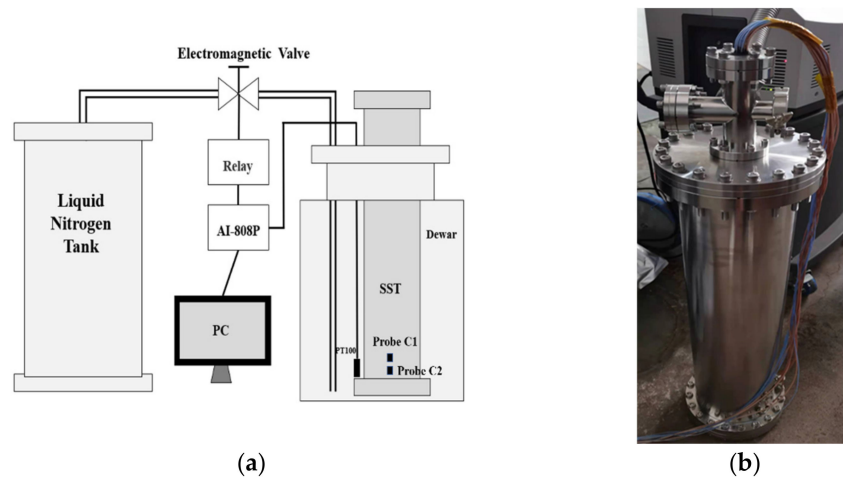 Electromagnetic Valve
Liquid
Nitrogen
Tank
Relay
AI-808P
PC
Dewar
SST
PT100
Probe C1
Probe C2
(a)
(b)